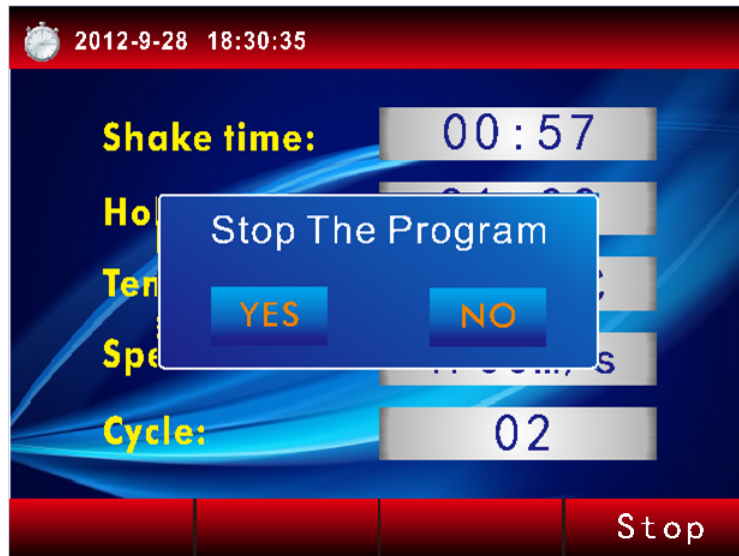 2012-9-28 18:30:35
Shake time: 00:57
Stop The Program
YES NO
Cycle: 02
Stop